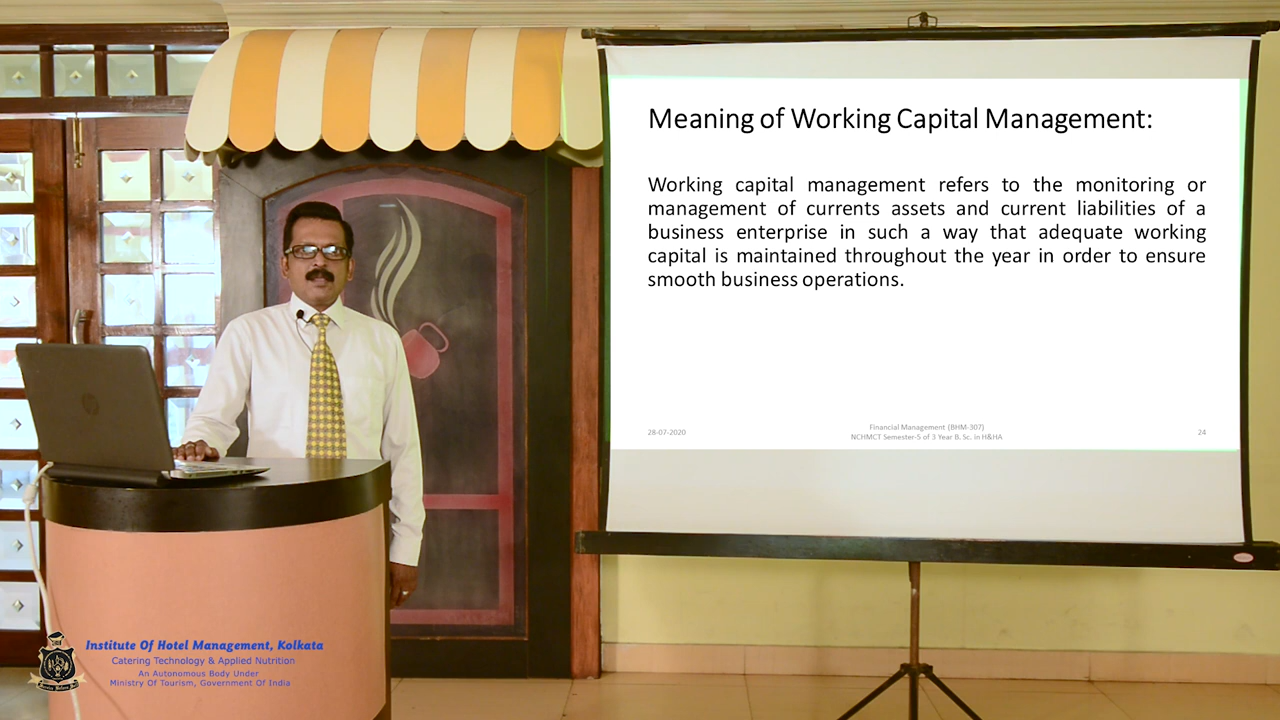 Meaning of Working Capital Management:
Working capital management refers to the monitoring or
management of currents assets and current liabilities of a
business enterprise in such a way that adequate working
capital is maintained throughout the year in order to ensure
smooth business operations.
28-07-2020
Financial Management (BHM-307)
NCHMCT Semester-5 of 3 Year B. Sc. in H&HA
24
Institute Of Hotel Management, Kolkata
Catering Technology & Applied Nutrition
An Autonomous Body Under
Ministry Of Tourism, Government Of India